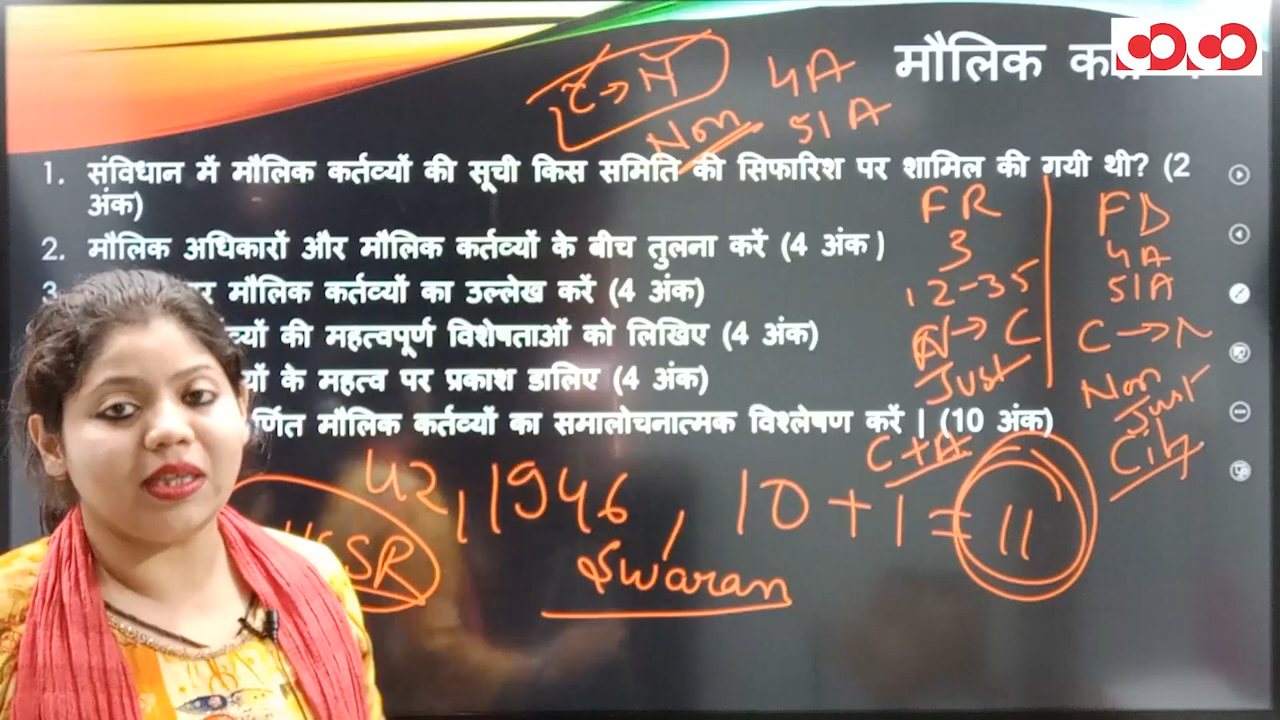 मौलिक
C→N 4A
Non 51A
1. संविधान में मौलिक कर्तव्यों की सूची किस समिति की सिफारिश पर शामिल की गयी थी? (2
अंक)
2. मौलिक अधिकारों और मौलिक कर्तव्यों के बीच तुलना करें (4 अंक)
3. मौलिक कर्तव्यों का उल्लेख करें (4 अंक)
की महत्वपूर्ण विशेषताओं को लिखिए (4 अंक)
के महत्व पर प्रकाश डालिए (4 अंक)
मौलिक कर्तव्यों का समालोचनात्मक विश्लेषण करें | (10 अंक)
FR FD
3 4A
12-35 51A
N→C C→N
Just Non Just
C+A City
42, 1946, 10+1=11
USSR Swaran